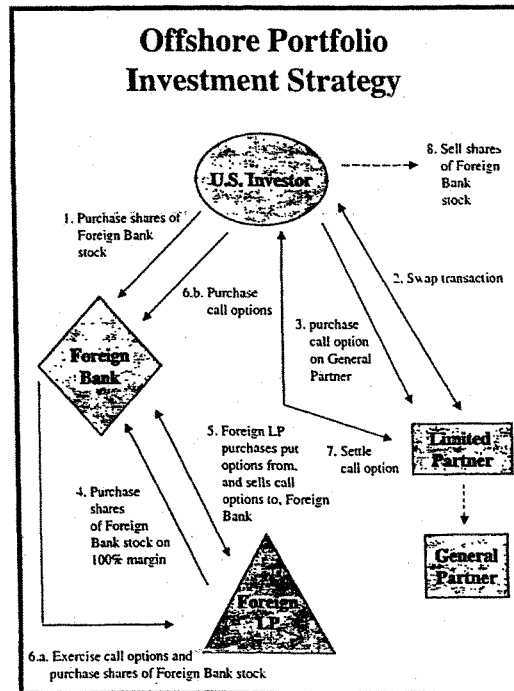 Offshore Portfolio
Investment Strategy
U.S. Investor
8. Sell shares
of Foreign
Bank
stock
1. Purchase shares of
Foreign Bank
stock
6.b. Purchase
call options
2. Swap transaction
3. purchase
call option
on General
Partner
Foreign
Bank
5. Foreign LP
purchases put
options from,
and sells call
options to, Foreign
Bank
7. Settle
call option
Limited
Partner
4. Purchase
shares
of Foreign
Bank stock on
100% margin
General
Partner
Foreign
LP
6.a. Exercise call options and
purchase shares of Foreign Bank stock